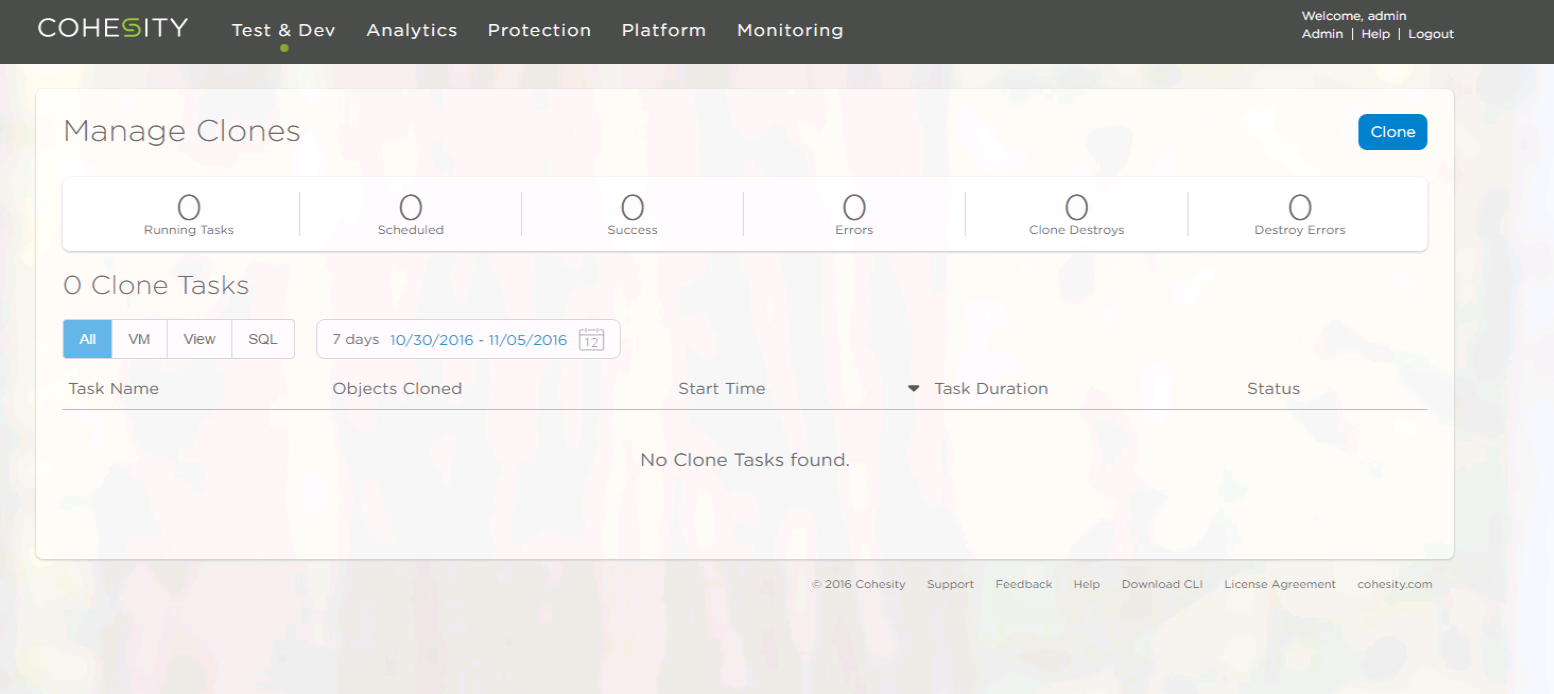 COHESITY Test & Dev Analytics Protection Platform Monitoring
Welcome, admin
Admin | Help | Logout
Manage Clones
Clone
0 0 0 0 0 0
Running Tasks Scheduled Success Errors Clone Destroys Destroy Errors
0 Clone Tasks
All VM View SQL 7 days 10/30/2016 - 11/05/2016 12
Task Name Objects Cloned Start Time Task Duration Status
No Clone Tasks found.
© 2016 Cohesity Support Feedback Help Download CLI License Agreement cohesity.com